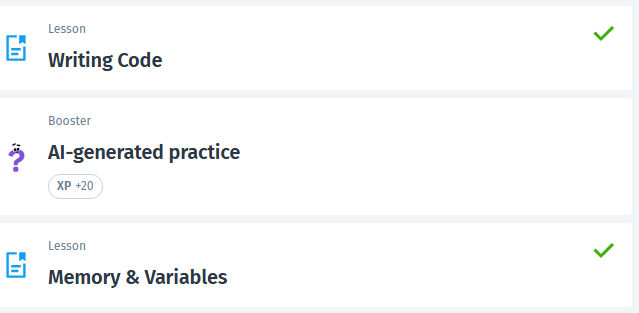 Lesson
Writing Code
Booster
AI-generated practice
XP +20
Lesson
Memory & Variables